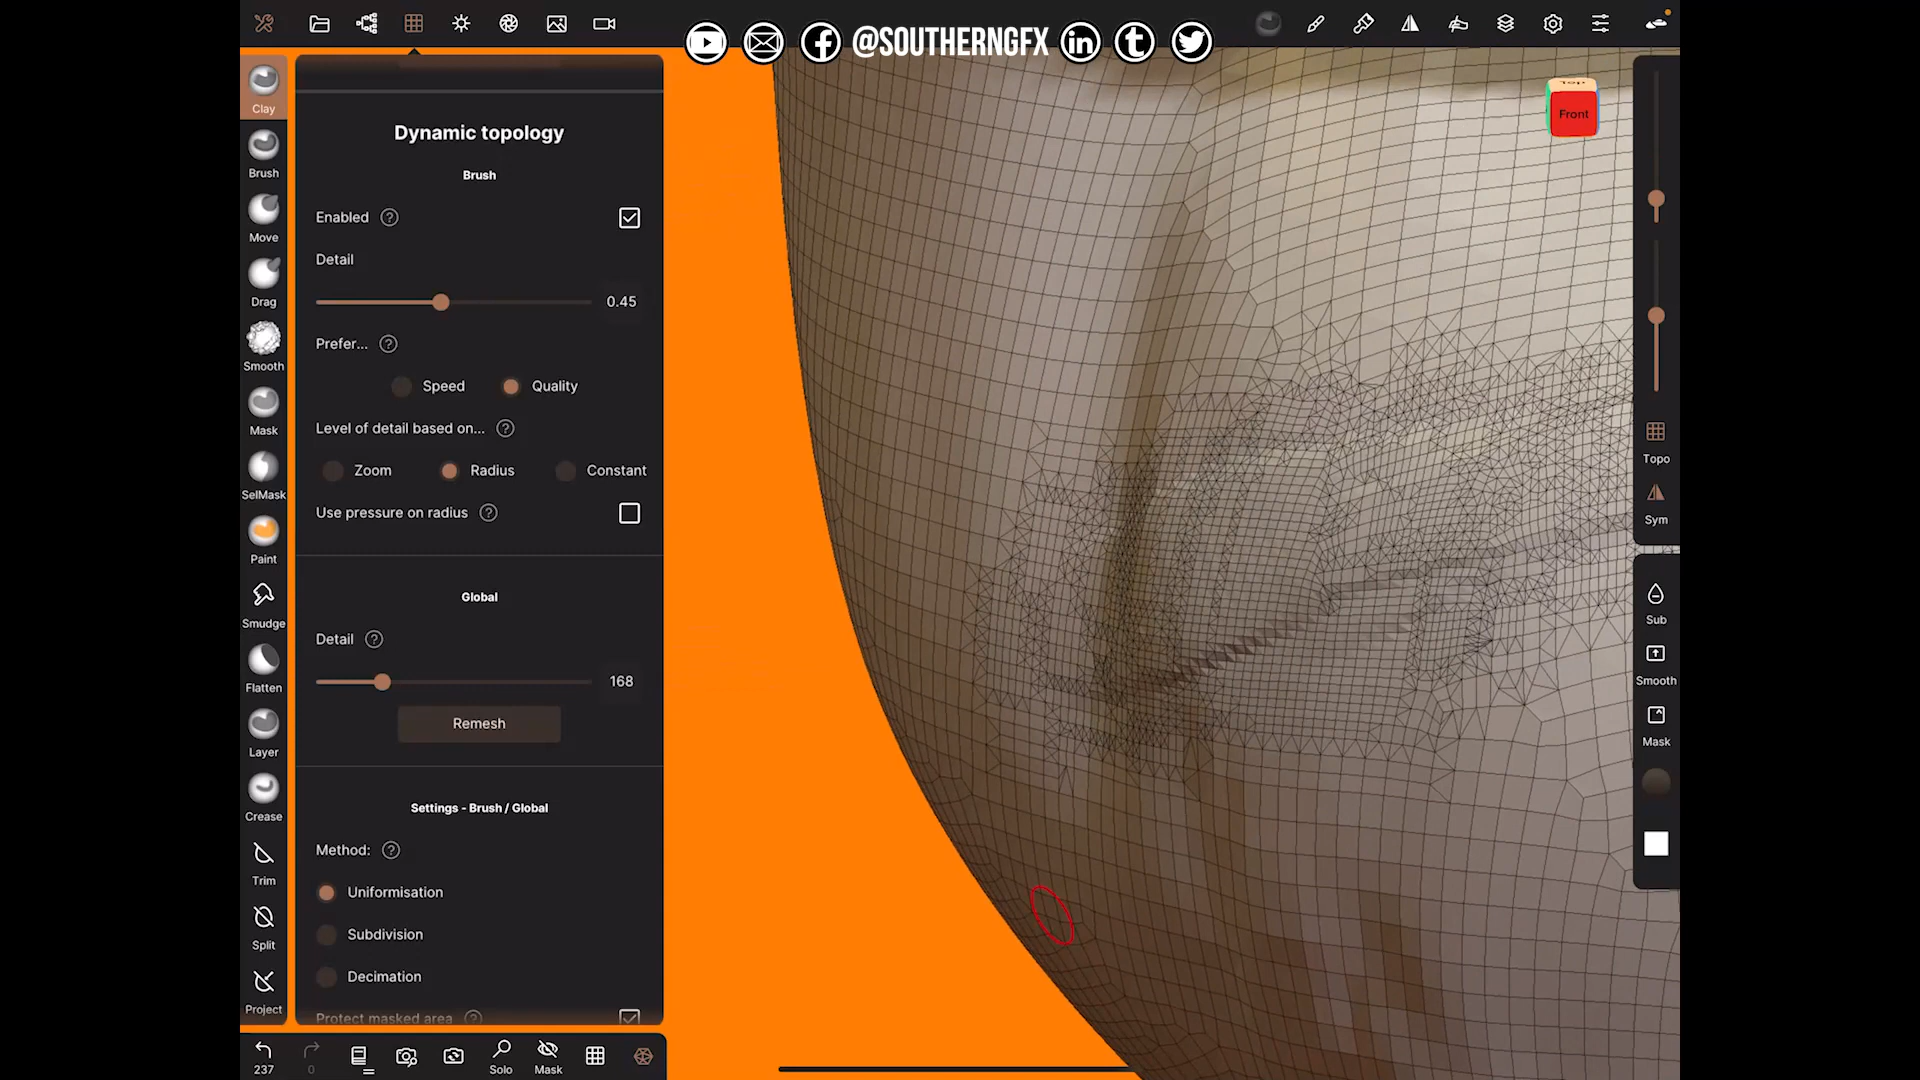 @SOUTHERNGFX
Top
Front
Clay
Brush
Move
Drag
Smooth
Mask
SelMask
Paint
Smudge
Flatten
Layer
Crease
Trim
Split
Project
Dynamic topology
Brush
Enabled ?
Detail
0.45
Prefer... ?
Speed Quality
Level of detail based on... ?
Zoom Radius Constant
Use pressure on radius ?
Global
Detail ?
168
Remesh
Settings - Brush / Global
Method: ?
Uniformisation
Subdivision
Decimation
Protect masked area ?
Topo
Sym
Sub
Smooth
Mask
237
0
Solo
Mask